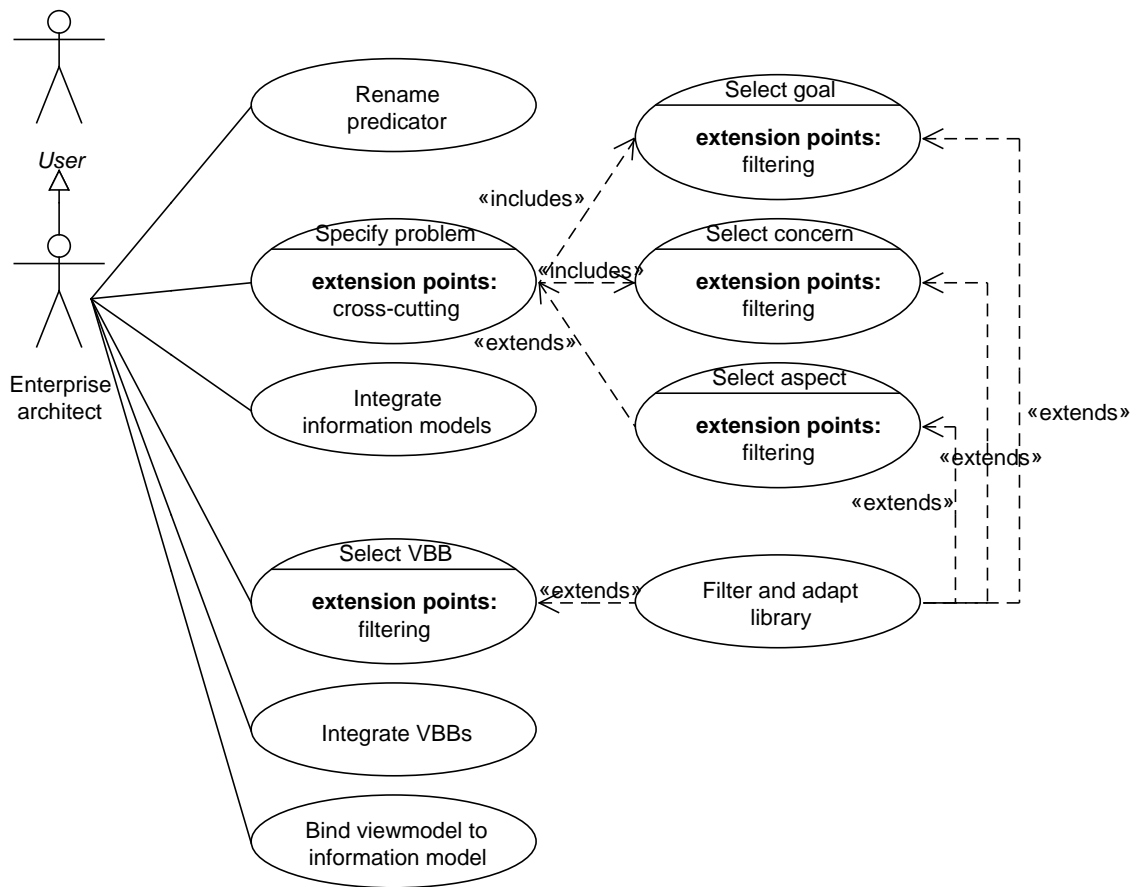 User
Enterprise
architect
Rename
predicator
Specify problem
extension points:
cross-cutting
Integrate
information models
Select VBB
extension points:
filtering
Integrate VBBs
Bind viewmodel to
information model
«includes»
«includes»
«extends»
«extends»
Select goal
extension points:
filtering
Select concern
extension points:
filtering
Select aspect
extension points:
filtering
Filter and adapt
library
«extends»
«extends»
«extends»